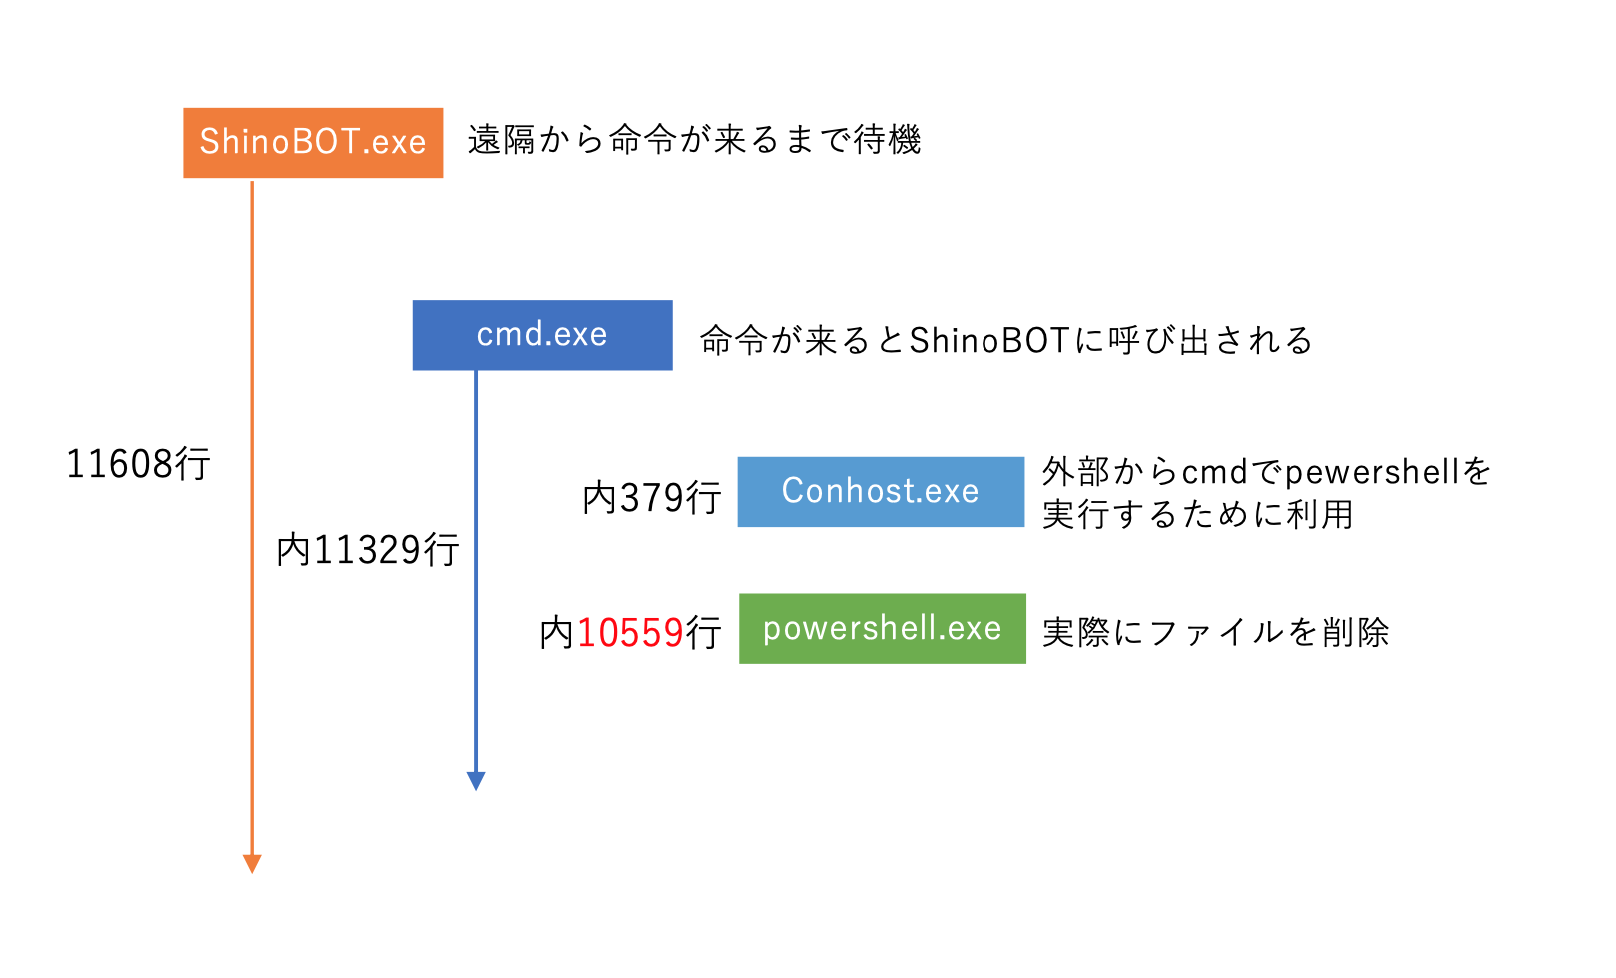 ShinoBOT.exe
遠隔から命令が来るまで待機
cmd.exe
命令が来るとShinoBOTに呼び出される
11608行
内11329行
内379行
Conhost.exe
外部からcmdでpewershellを
実行するために利用
内10559行
powershell.exe
実際にファイルを削除